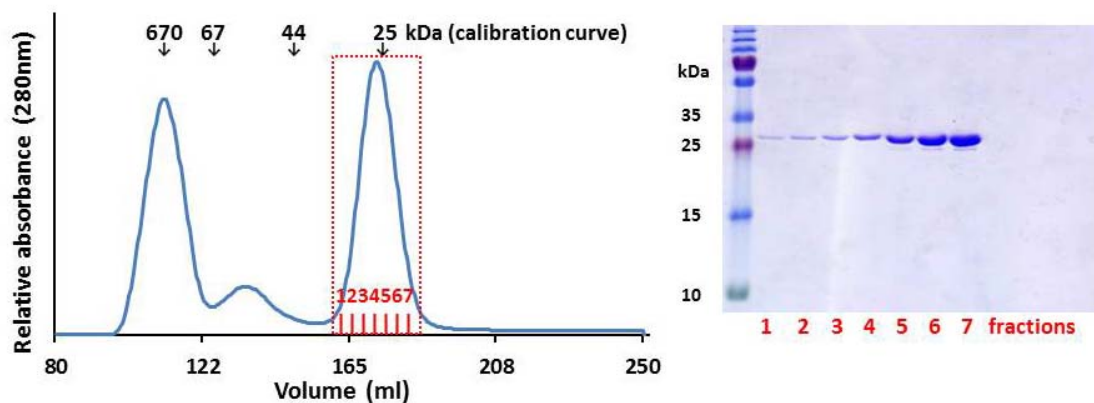 670 67 44 25 kDa (calibration curve)
Relative absorbance (280nm)
1234567
80 122 165 208 250
Volume (ml)
kDa
35
25
15
10
1 2 3 4 5 6 7 fractions